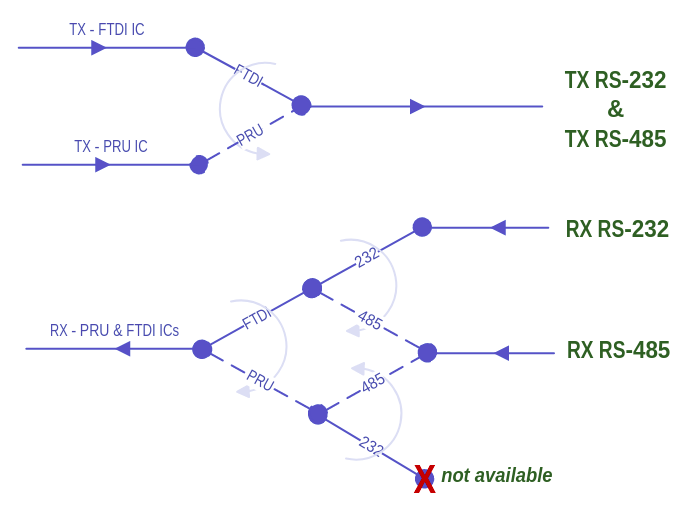 TX - FTDI IC
FTDI
TX RS-232
&
TX RS-485
PRU
TX - PRU IC
RX RS-232
232
FTDI
485
RX - PRU & FTDI ICs
RX RS-485
PRU
485
232
X not available